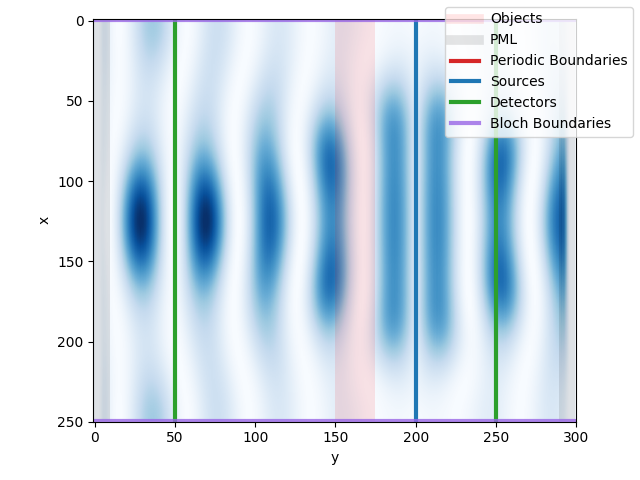 Objects
PML
Periodic Boundaries
Sources
Detectors
Bloch Boundaries
0
50
100
150
200
250
x
0
50
100
150
200
250
300
y